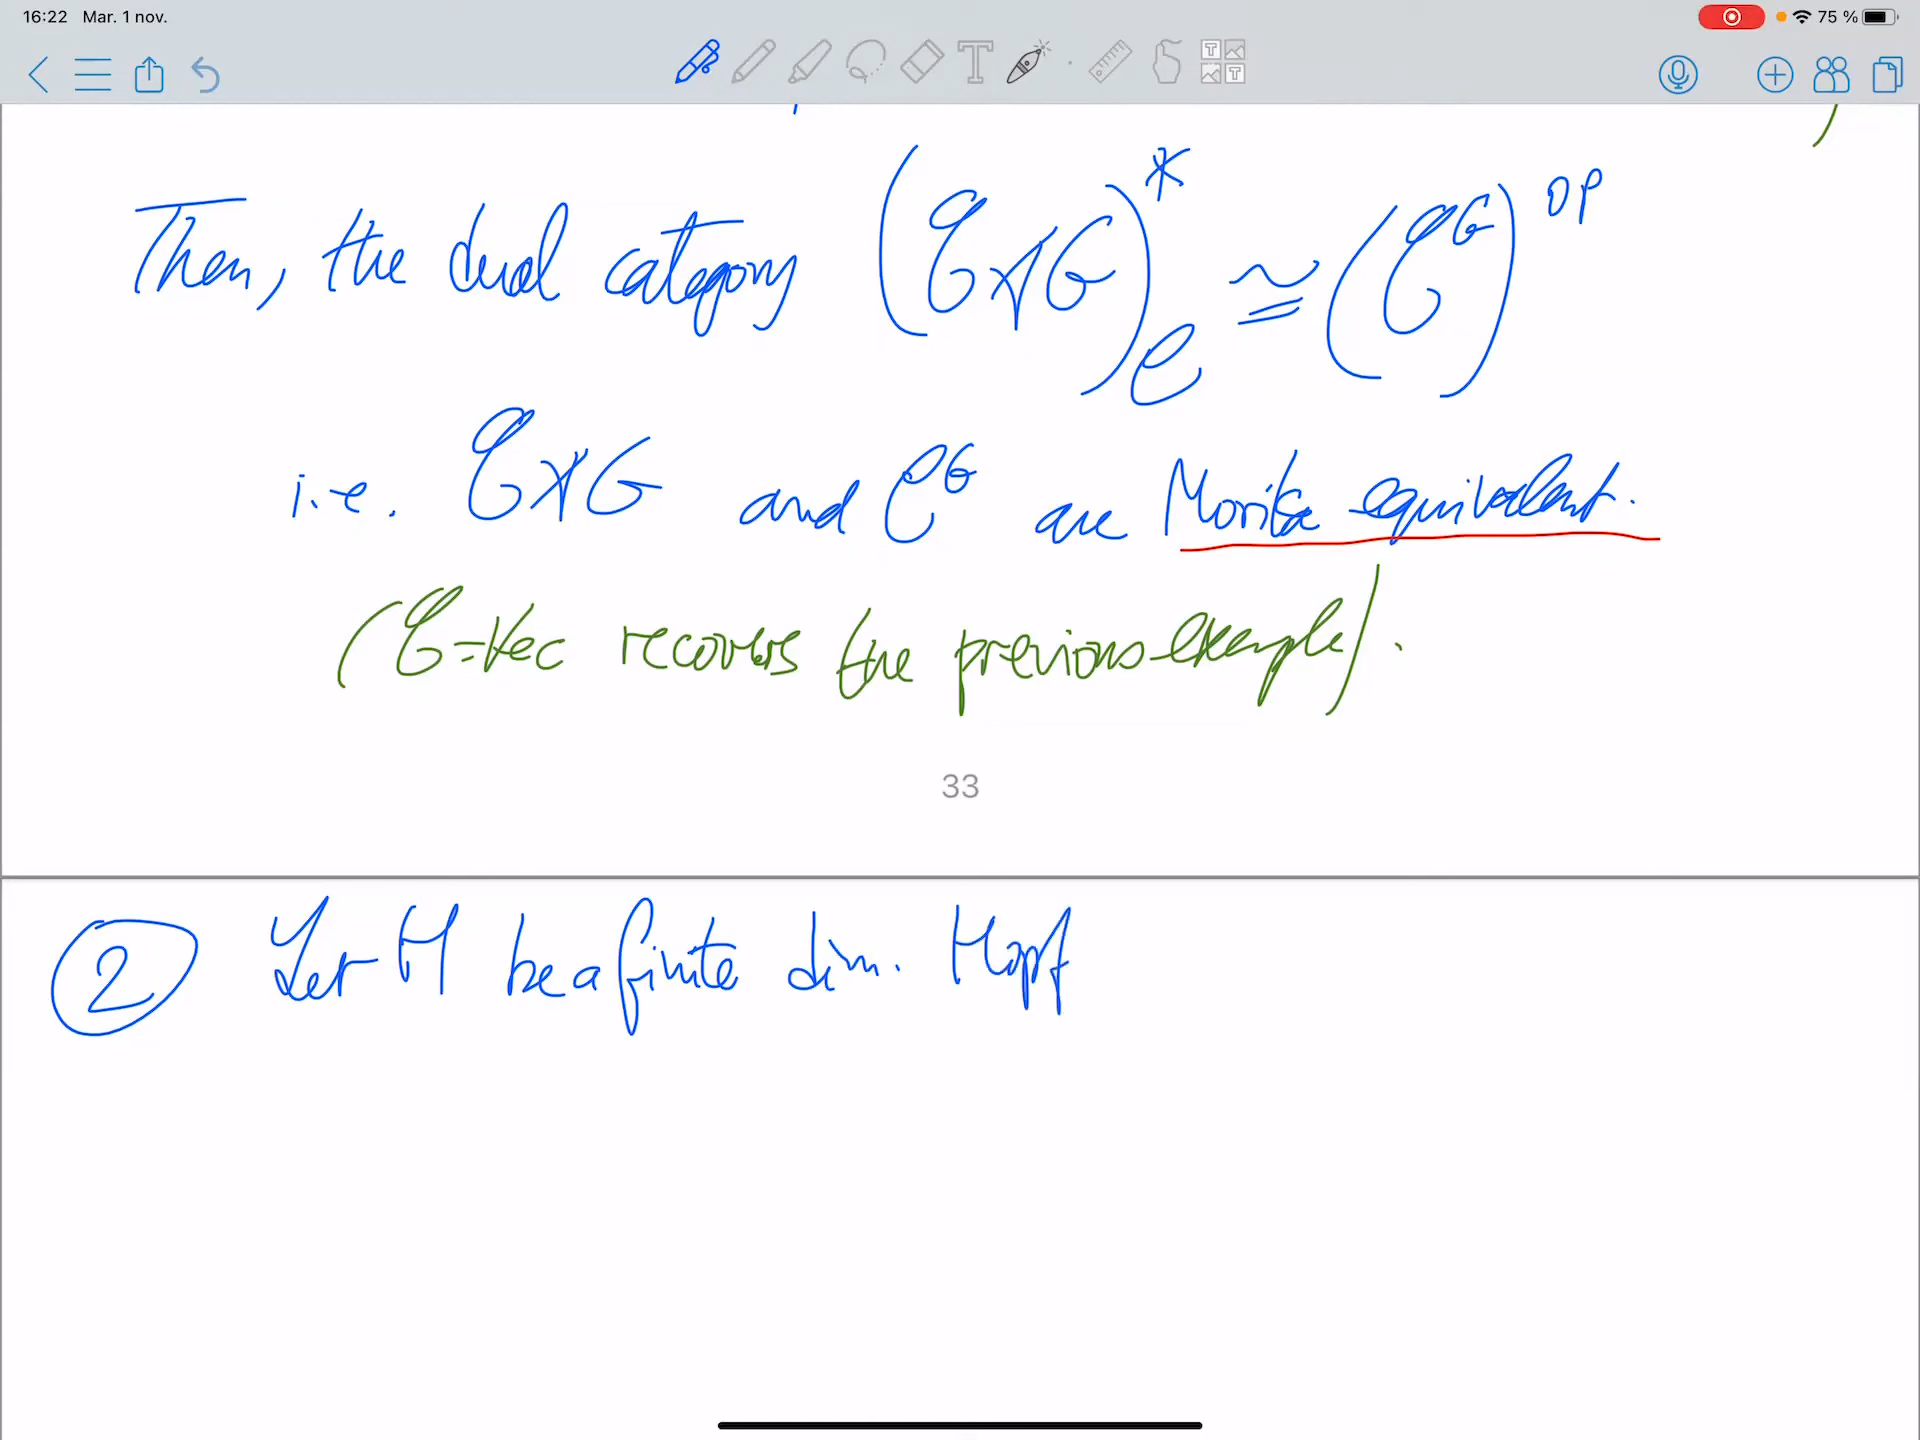 16:22 Mar. 1 nov. 75 %
Then, the dual category (𝒞⋊G)*_𝒞 ≅ (𝒞^G)^op
i.e. 𝒞⋊G and 𝒞^G are Morita equivalent.
(𝒞=Vec recovers the previous example).
33
② Let H be a finite dim. Hopf